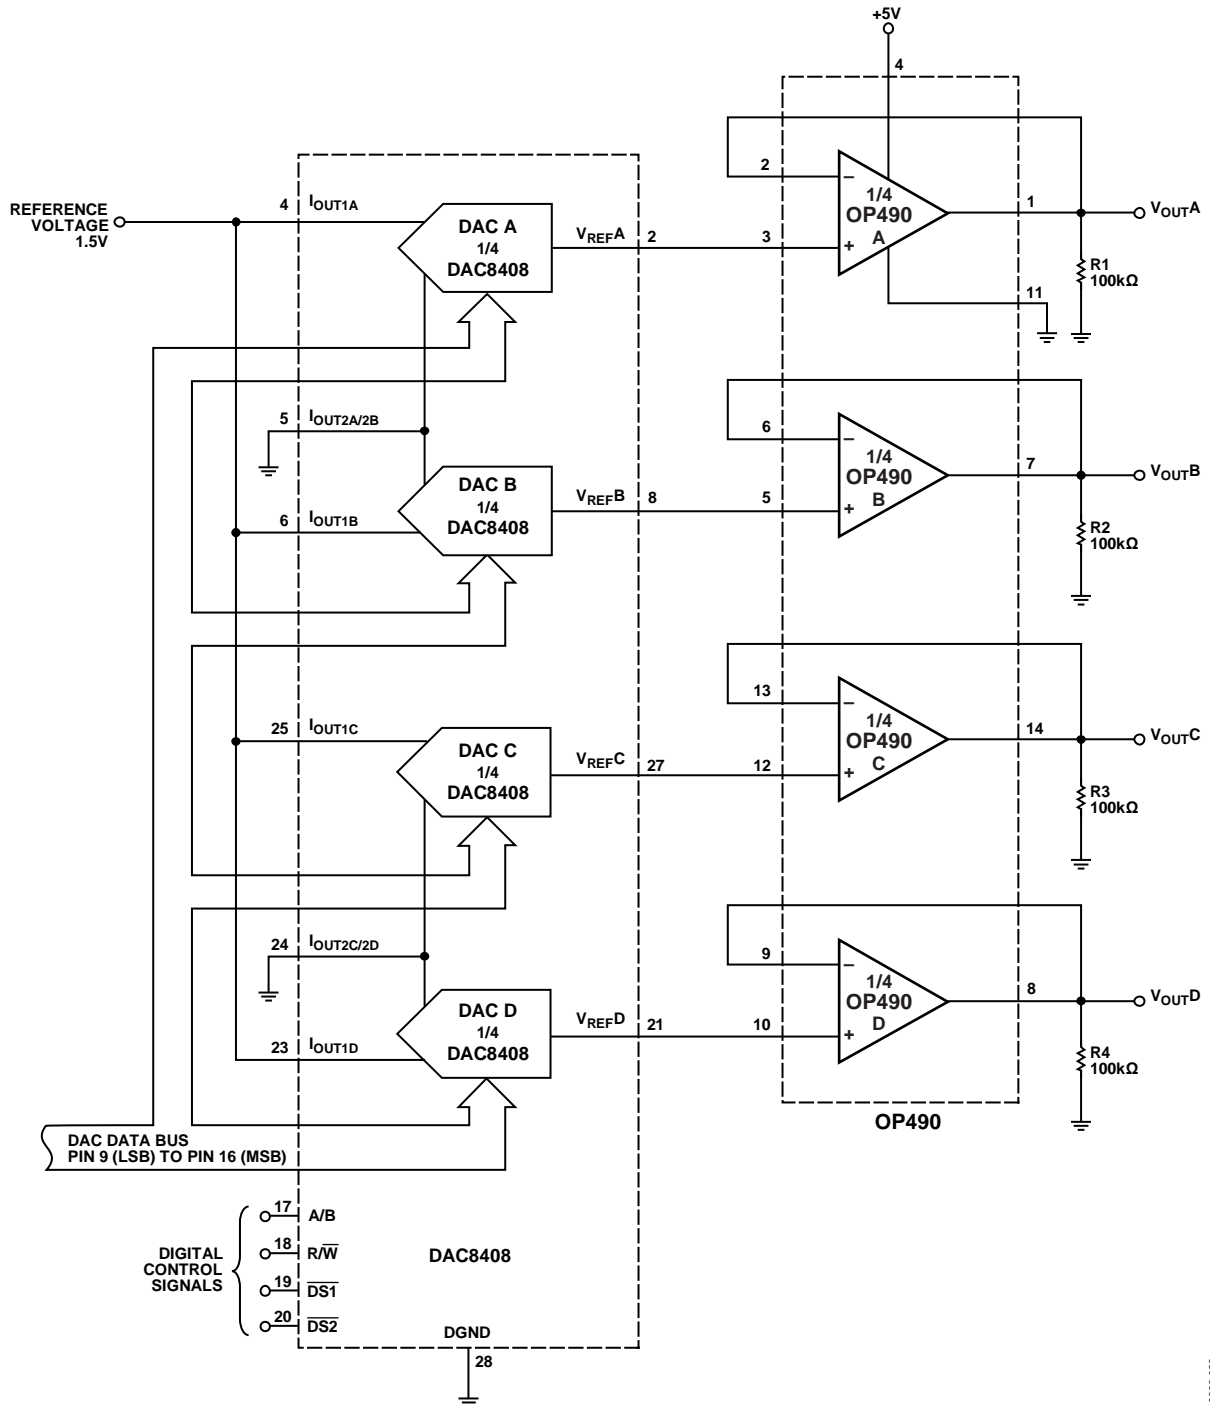 +5V
4
2
–
1/4
OP490
A
+
3
1
VOUTA
R1
100kΩ
11
REFERENCE
VOLTAGE
1.5V
4
IOUT1A
DAC A
1/4
DAC8408
VREFA
2
5
IOUT2A/2B
DAC B
1/4
DAC8408
VREFB
8
6
IOUT1B
6
–
1/4
OP490
B
+
5
7
VOUTB
R2
100kΩ
25
IOUT1C
DAC C
1/4
DAC8408
VREFC
27
13
–
1/4
OP490
C
+
12
14
VOUTC
R3
100kΩ
24
IOUT2C/2D
DAC D
1/4
DAC8408
VREFD
21
23
IOUT1D
9
–
1/4
OP490
D
+
10
8
VOUTD
R4
100kΩ
OP490
DAC DATA BUS
PIN 9 (LSB) TO PIN 16 (MSB)
DIGITAL
CONTROL
SIGNALS
17
A/B
18
R/W̅
19
D̅S̅1̅
20
D̅S̅2̅
DAC8408
DGND
28